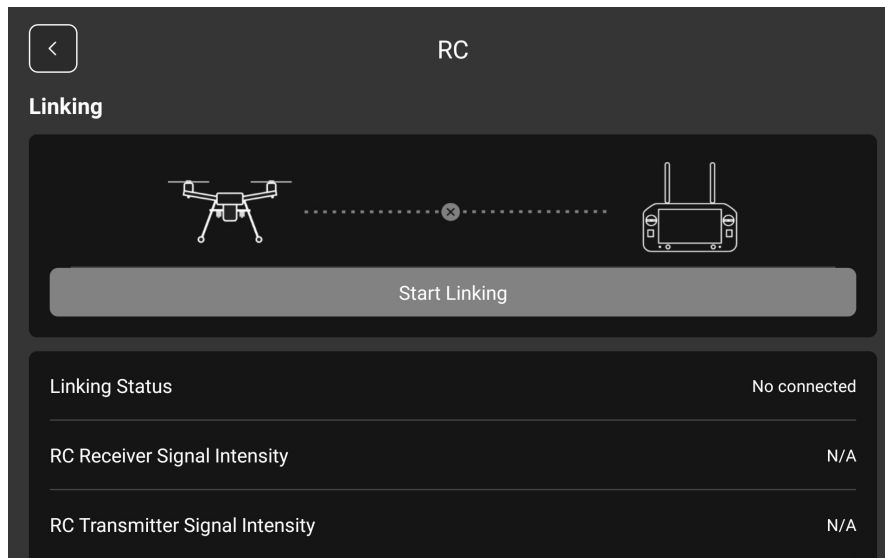 RC
Linking
Start Linking
Linking Status No connected
RC Receiver Signal Intensity N/A
RC Transmitter Signal Intensity N/A